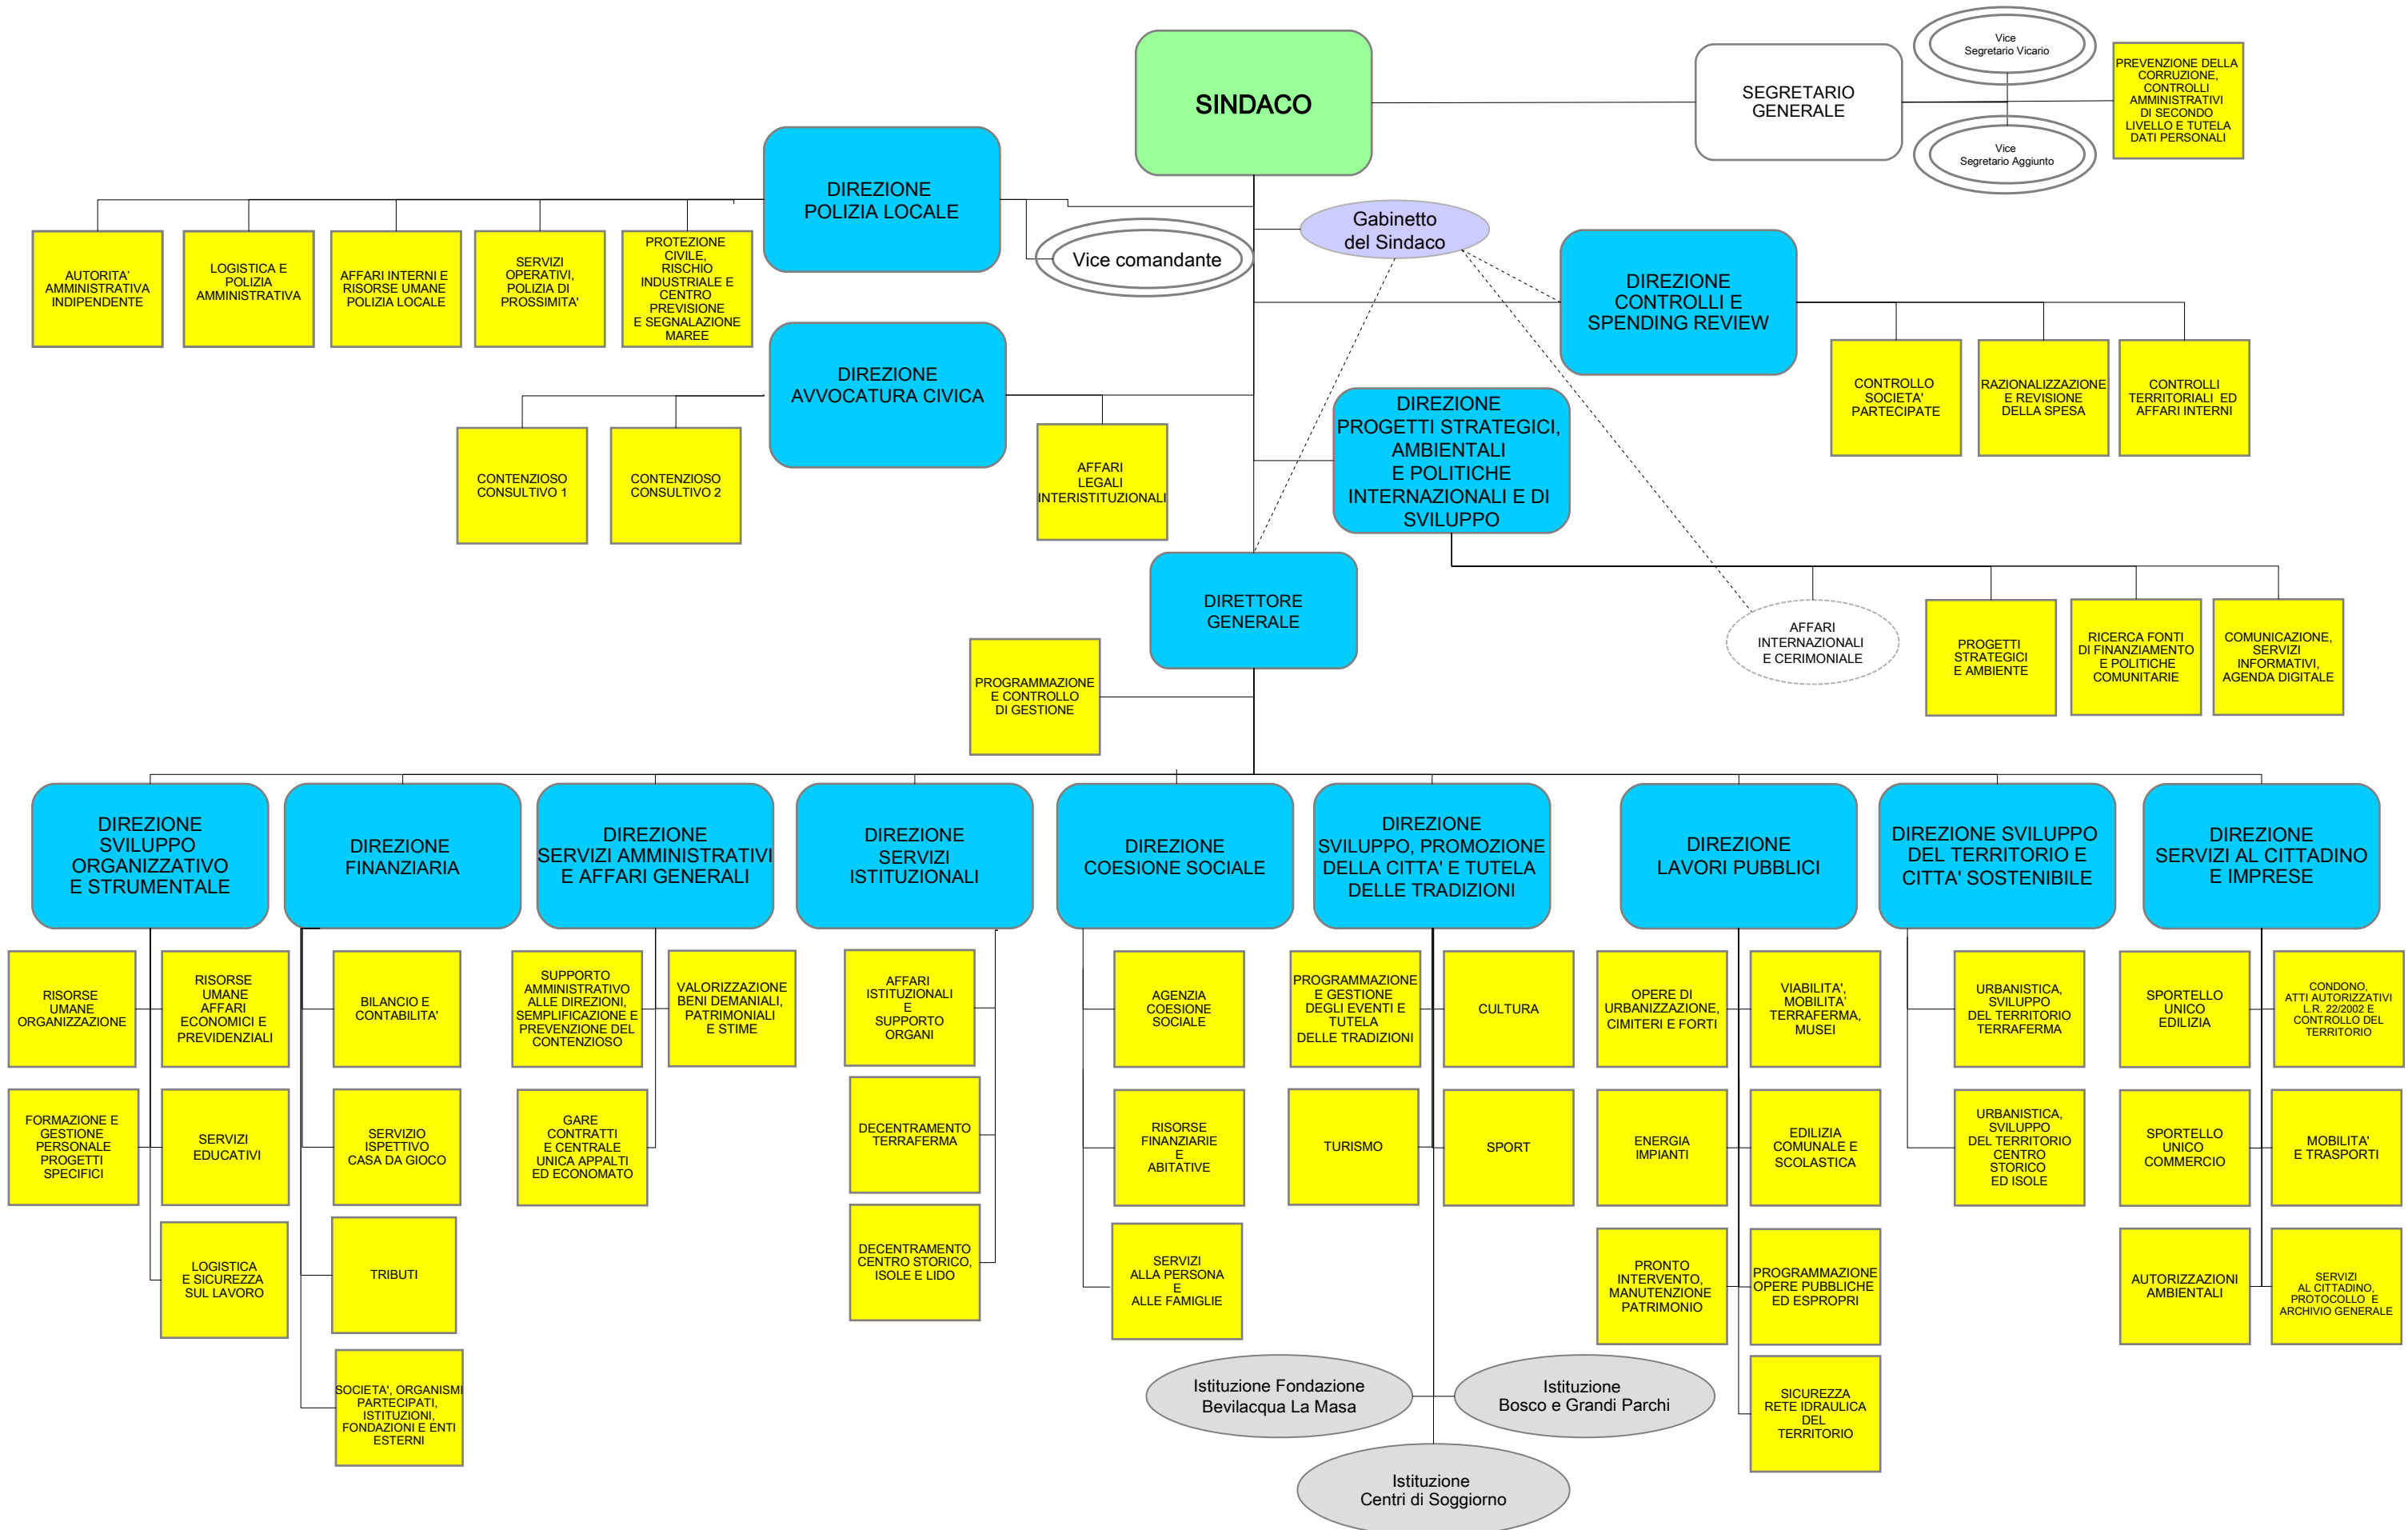 SINDACO
SEGRETARIO
GENERALE
Vice
Segretario Vicario
Vice
Segretario Aggiunto
PREVENZIONE DELLA
CORRUZIONE,
CONTROLLI
AMMINISTRATIVI
DI SECONDO
LIVELLO E TUTELA
DATI PERSONALI
DIREZIONE
POLIZIA LOCALE
Vice comandante
Gabinetto
del Sindaco
AUTORITA'
AMMINISTRATIVA
INDIPENDENTE
LOGISTICA E
POLIZIA
AMMINISTRATIVA
AFFARI INTERNI E
RISORSE UMANE
POLIZIA LOCALE
SERVIZI
OPERATIVI,
POLIZIA DI
PROSSIMITA'
PROTEZIONE
CIVILE,
RISCHIO
INDUSTRIALE E
CENTRO
PREVISIONE
E SEGNALAZIONE
MAREE
DIREZIONE
CONTROLLI E
SPENDING REVIEW
CONTROLLO
SOCIETA'
PARTECIPATE
RAZIONALIZZAZIONE
E REVISIONE
DELLA SPESA
CONTROLLI
TERRITORIALI ED
AFFARI INTERNI
DIREZIONE
AVVOCATURA CIVICA
CONTENZIOSO
CONSULTIVO 1
CONTENZIOSO
CONSULTIVO 2
AFFARI
LEGALI
INTERISTITUZIONALI
DIREZIONE
PROGETTI STRATEGICI,
AMBIENTALI
E POLITICHE
INTERNAZIONALI E DI
SVILUPPO
AFFARI
INTERNAZIONALI
E CERIMONIALE
PROGETTI
STRATEGICI
E AMBIENTE
RICERCA FONTI
DI FINANZIAMENTO
E POLITICHE
COMUNITARIE
COMUNICAZIONE,
SERVIZI
INFORMATIVI,
AGENDA DIGITALE
DIRETTORE
GENERALE
PROGRAMMAZIONE
E CONTROLLO
DI GESTIONE
DIREZIONE
SVILUPPO
ORGANIZZATIVO
E STRUMENTALE
DIREZIONE
FINANZIARIA
DIREZIONE
SERVIZI AMMINISTRATIVI
E AFFARI GENERALI
DIREZIONE
SERVIZI
ISTITUZIONALI
DIREZIONE
COESIONE SOCIALE
DIREZIONE
SVILUPPO, PROMOZIONE
DELLA CITTA' E TUTELA
DELLE TRADIZIONI
DIREZIONE
LAVORI PUBBLICI
DIREZIONE SVILUPPO
DEL TERRITORIO E
CITTA' SOSTENIBILE
DIREZIONE
SERVIZI AL CITTADINO
E IMPRESE
RISORSE
UMANE
ORGANIZZAZIONE
RISORSE
UMANE
AFFARI
ECONOMICI E
PREVIDENZIALI
FORMAZIONE E
GESTIONE
PERSONALE
PROGETTI
SPECIFICI
SERVIZI
EDUCATIVI
LOGISTICA
E SICUREZZA
SUL LAVORO
BILANCIO E
CONTABILITA'
SERVIZIO
ISPETTIVO
CASA DA GIOCO
TRIBUTI
SOCIETA', ORGANISMI
PARTECIPATI,
ISTITUZIONI,
FONDAZIONI E ENTI
ESTERNI
SUPPORTO
AMMINISTRATIVO
ALLE DIREZIONI,
SEMPLIFICAZIONE E
PREVENZIONE DEL
CONTENZIOSO
VALORIZZAZIONE
BENI DEMANIALI,
PATRIMONIALI
E STIME
GARE
CONTRATTI
E CENTRALE
UNICA APPALTI
ED ECONOMATO
AFFARI
ISTITUZIONALI
E
SUPPORTO
ORGANI
DECENTRAMENTO
TERRAFERMA
DECENTRAMENTO
CENTRO STORICO,
ISOLE E LIDO
AGENZIA
COESIONE
SOCIALE
RISORSE
FINANZIARIE
E
ABITATIVE
SERVIZI
ALLA PERSONA
E
ALLE FAMIGLIE
PROGRAMMAZIONE
E GESTIONE
DEGLI EVENTI E
TUTELA
DELLE TRADIZIONI
CULTURA
TURISMO
SPORT
Istituzione Fondazione
Bevilacqua La Masa
Istituzione
Bosco e Grandi Parchi
Istituzione
Centri di Soggiorno
OPERE DI
URBANIZZAZIONE,
CIMITERI E FORTI
VIABILITA',
MOBILITA'
TERRAFERMA,
MUSEI
ENERGIA
IMPIANTI
EDILIZIA
COMUNALE E
SCOLASTICA
PRONTO
INTERVENTO,
MANUTENZIONE
PATRIMONIO
PROGRAMMAZIONE
OPERE PUBBLICHE
ED ESPROPRI
SICUREZZA
RETE IDRAULICA
DEL
TERRITORIO
URBANISTICA,
SVILUPPO
DEL TERRITORIO
TERRAFERMA
URBANISTICA,
SVILUPPO
DEL TERRITORIO
CENTRO
STORICO
ED ISOLE
SPORTELLO
UNICO
EDILIZIA
CONDONO,
ATTI AUTORIZZATIVI
L.R. 22/2002 E
CONTROLLO DEL
TERRITORIO
SPORTELLO
UNICO
COMMERCIO
MOBILITA'
E TRASPORTI
AUTORIZZAZIONI
AMBIENTALI
SERVIZI
AL CITTADINO,
PROTOCOLLO E
ARCHIVIO GENERALE